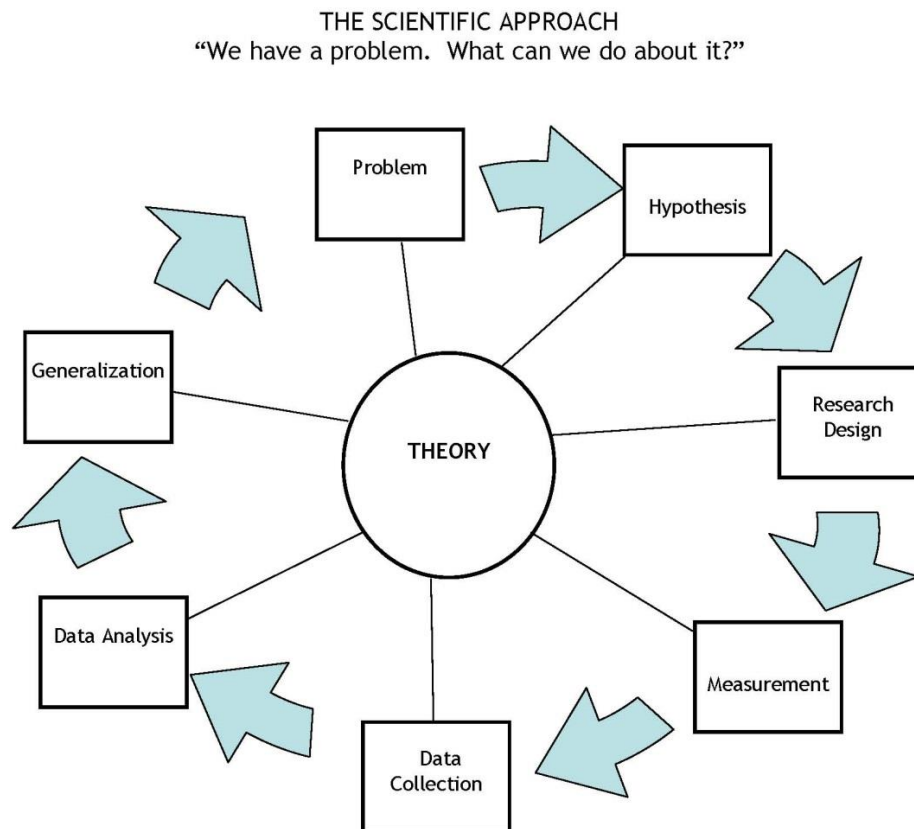 THE SCIENTIFIC APPROACH
“We have a problem.  What can we do about it?”
Problem
Hypothesis
Research
Design
Measurement
Data
Collection
Data Analysis
Generalization
THEORY